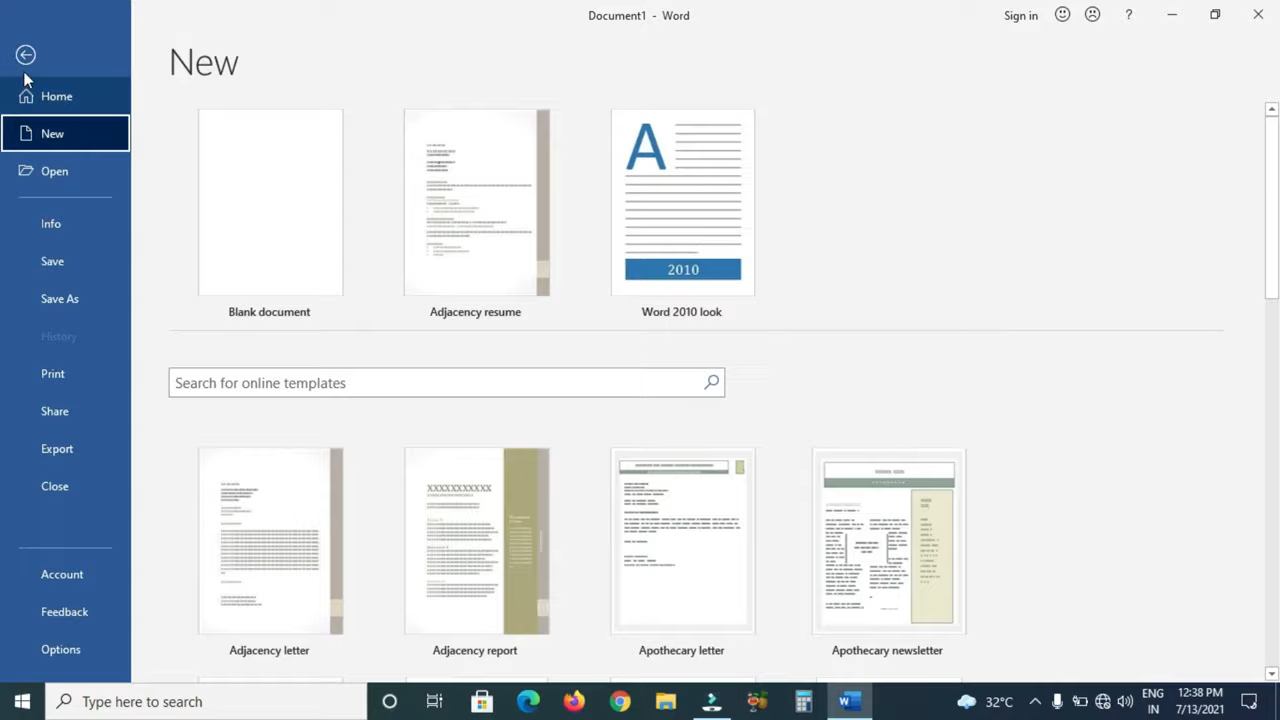 Document1 - Word
Sign in
?
New
Home
New
Open
Info
Save
Save As
History
Print
Share
Export
Close
Account
Feedback
Options
A
2010
Blank document
Adjacency resume
Word 2010 look
Search for online templates
XXXXXXXXXXX
Adjacency letter
Adjacency report
Apothecary letter
Apothecary newsletter
Type here to search
32°C
ENG
IN
12:38 PM
7/13/2021